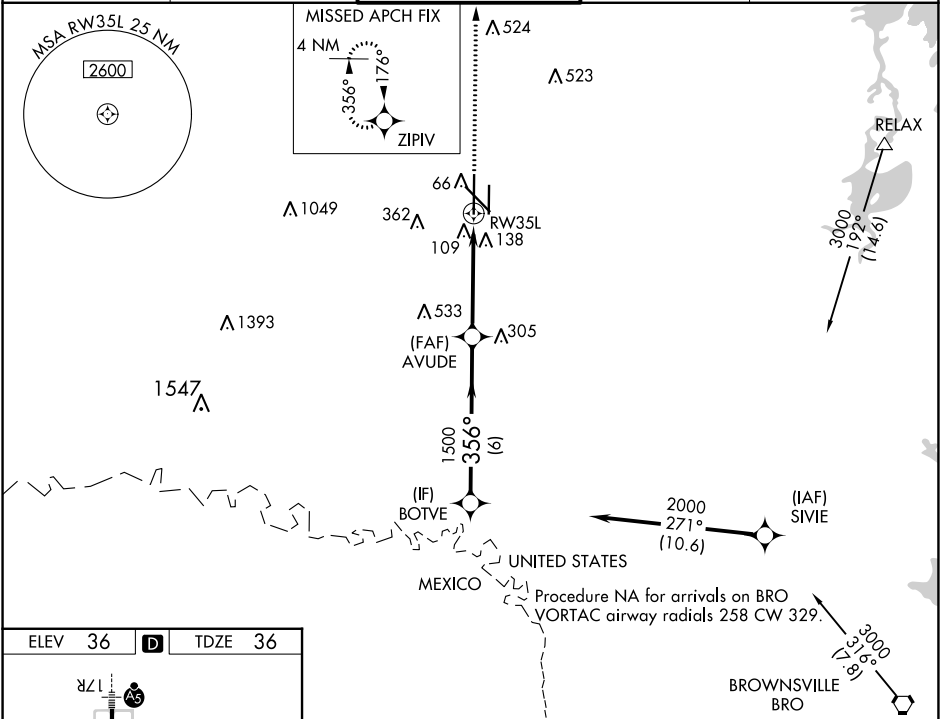 MSA RW35L 25 NM
2600
MISSED APCH FIX
4 NM
356°
176°
ZIPIV
524
523
RELAX
3000
192°
(14.6)
66
RW35L
1049
362
109
138
533
1393
(FAF)
AVUDE
305
1547
1500
356°
(6)
(IF)
BOTVE
2000
271°
(10.6)
(IAF)
SIVIE
UNITED STATES
MEXICO
Procedure NA for arrivals on BRO
VORTAC airway radials 258 CW 329.
3000
316°
(7.8)
BROWNSVILLE
BRO
ELEV 36 D TDZE 36
17R
A5